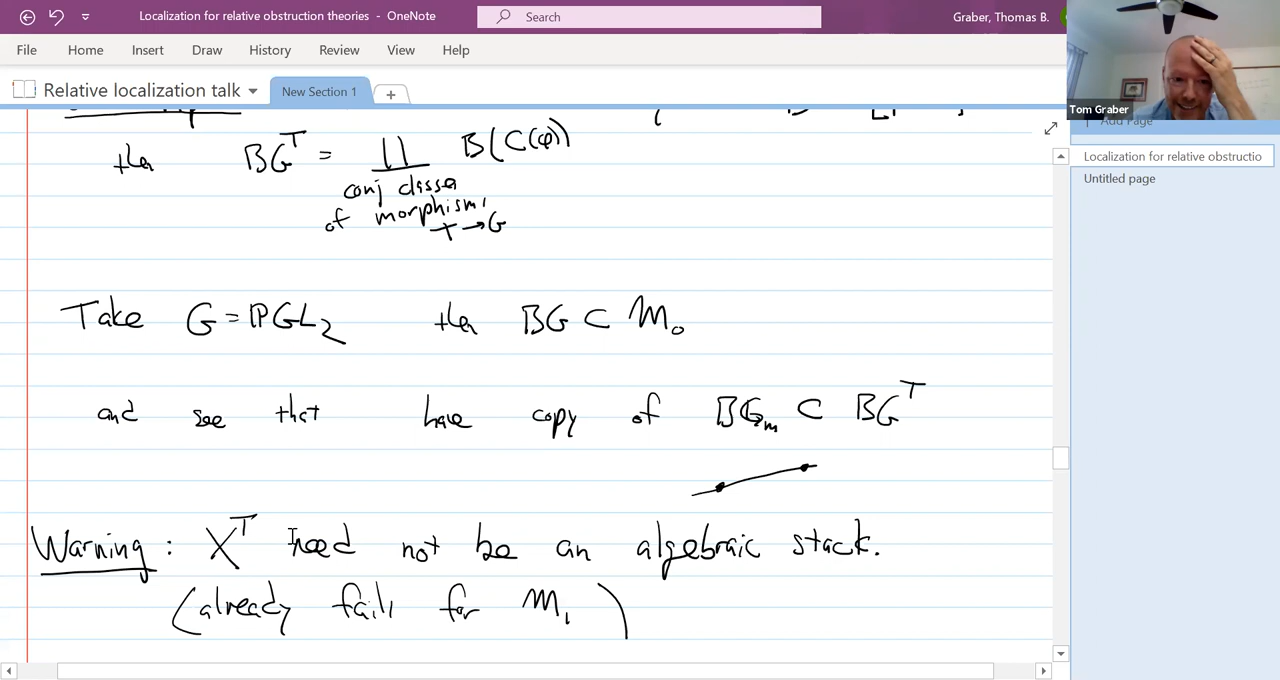 Localization for relative obstruction theories - OneNote
Search
Graber, Thomas B.
File Home Insert Draw History Review View Help
Relative localization talk
New Section 1
Tom Graber
Add Page
Localization for relative obstructio
Untitled page
the BG^T = ∐ B(C(φ))
conj classes
of morphisms
T → G
Take G = PGL_2 then BG ⊂ M_0
and see that have copy of BG_m ⊂ BG^T
Warning: X^T need not be an algebraic stack.
(already fails for M_1)